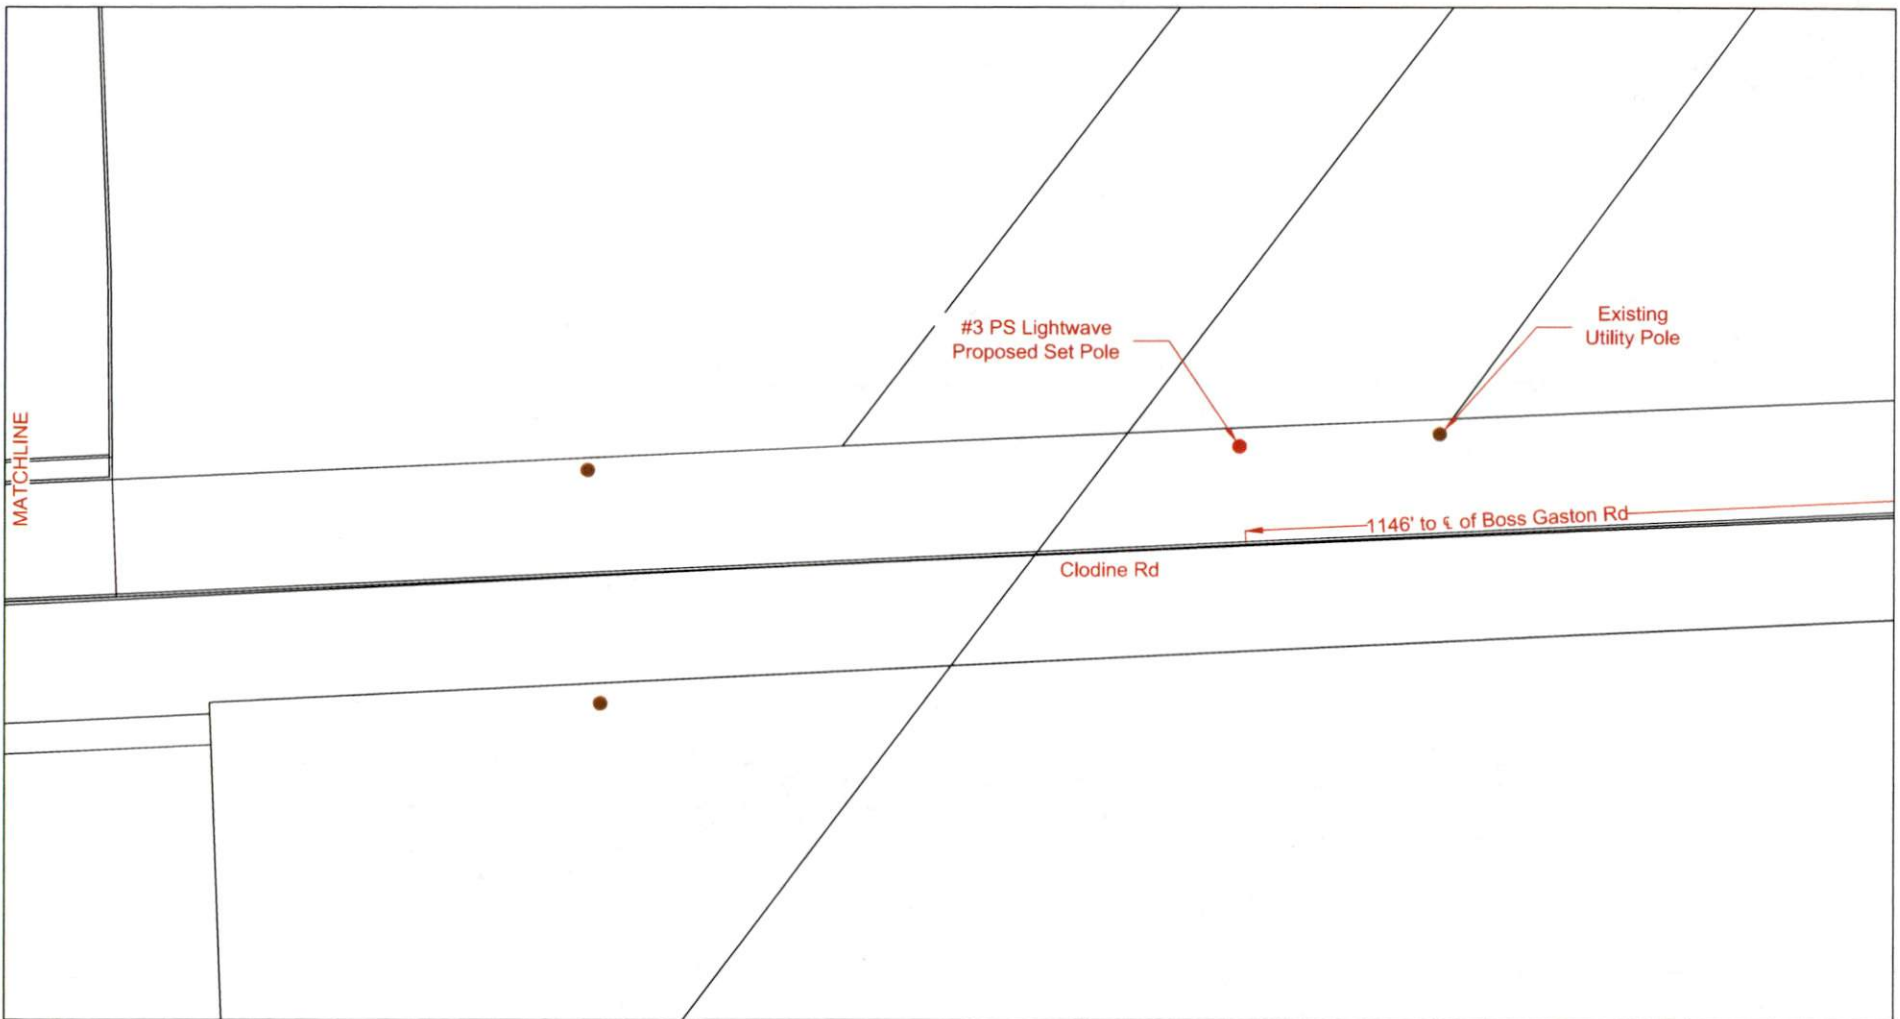 #3 PS Lightwave
Proposed Set Pole
Existing
Utility Pole
MATCHLINE
1146' to ℄ of Boss Gaston Rd
Clodine Rd